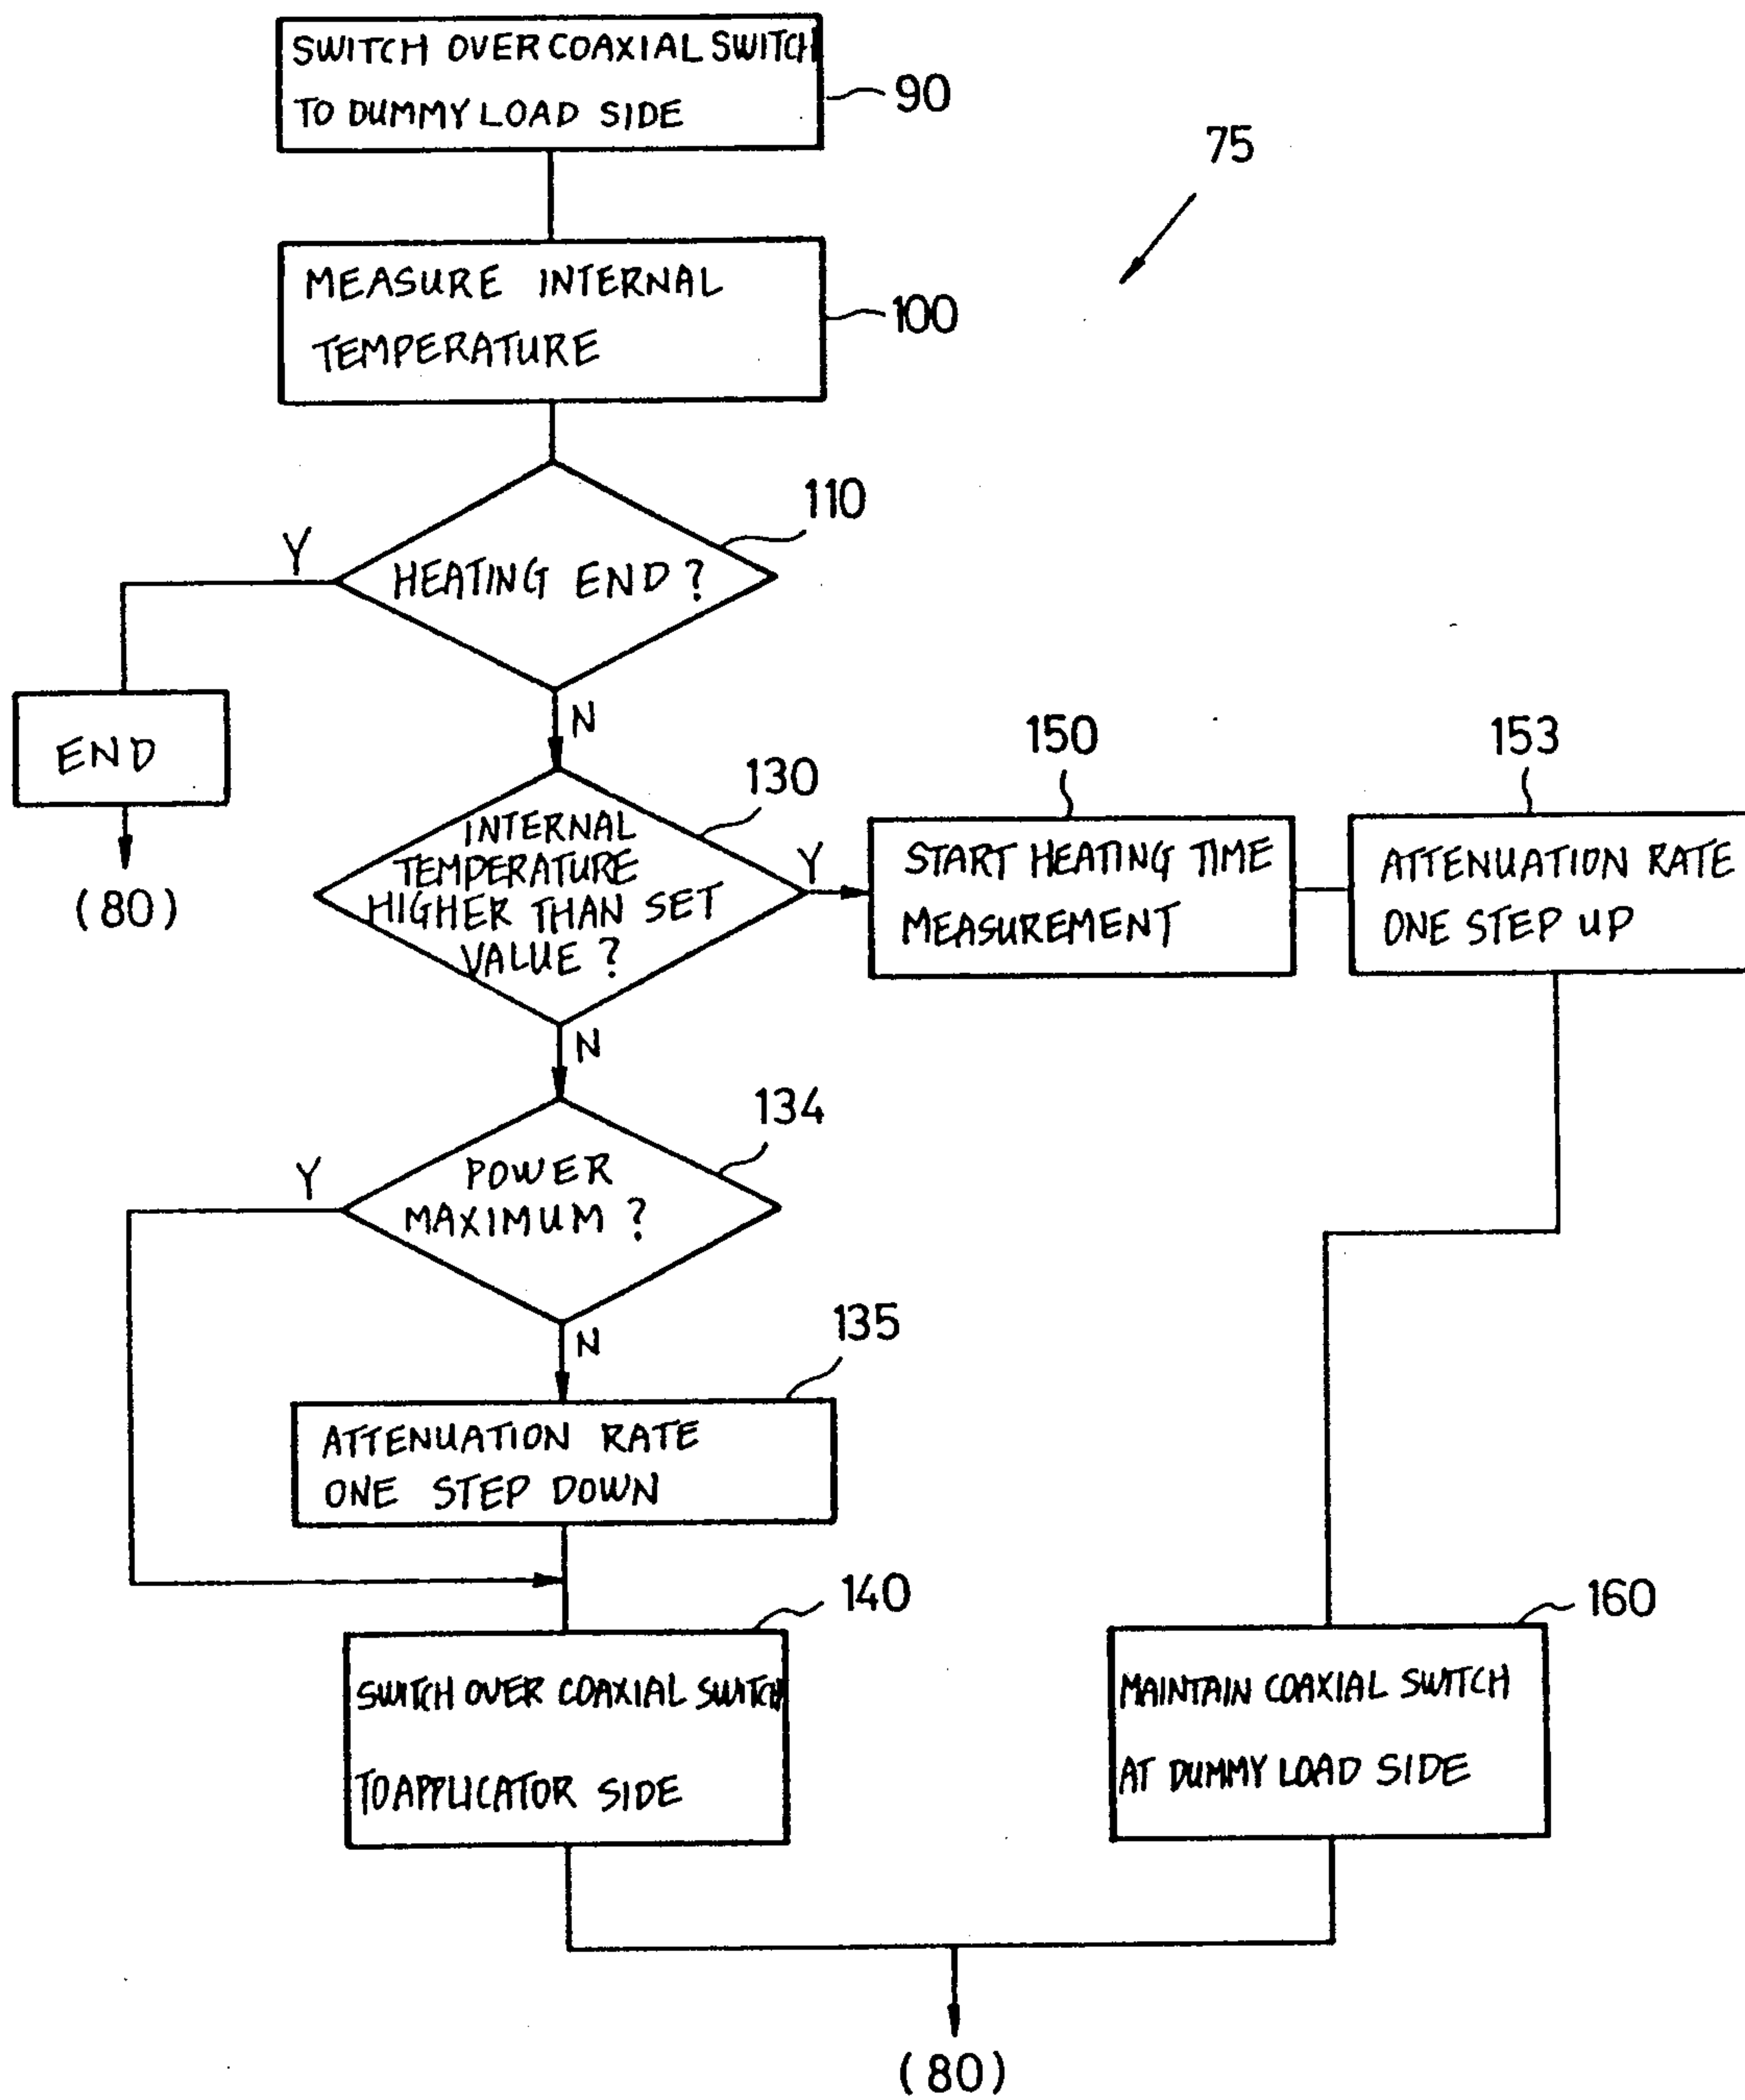 SWITCH OVER COAXIAL SWITCH
TO DUMMY LOAD SIDE
90
75
MEASURE INTERNAL
TEMPERATURE
100
110
Y
HEATING END ?
N
END
(80)
130
INTERNAL
TEMPERATURE
HIGHER THAN SET
VALUE ?
Y
150
START HEATING TIME
MEASUREMENT
153
ATTENUATION RATE
ONE STEP UP
N
134
Y
POWER
MAXIMUM ?
N
135
ATTENUATION RATE
ONE STEP DOWN
140
SWITCH OVER COAXIAL SWITCH
TO APPLICATOR SIDE
160
MAINTAIN COAXIAL SWITCH
AT DUMMY LOAD SIDE
(80)